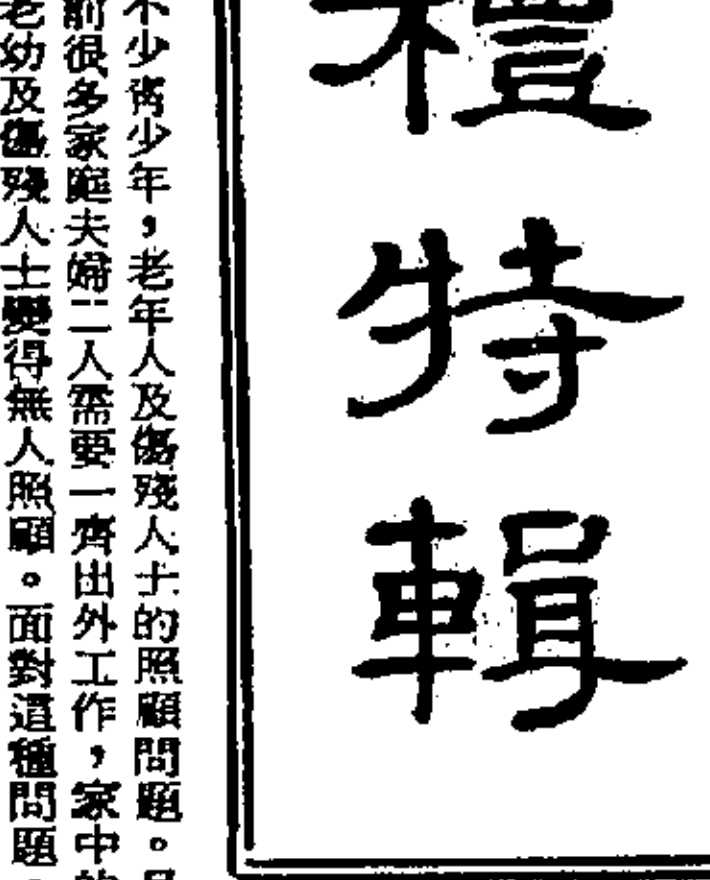 禮特輯
不少青少年，老年人及傷殘人士的照顧問題。
前很多家庭夫婦二人需要一齊出外工作，家中的
老幼及傷殘人士變得無人照顧。面對這種問題，